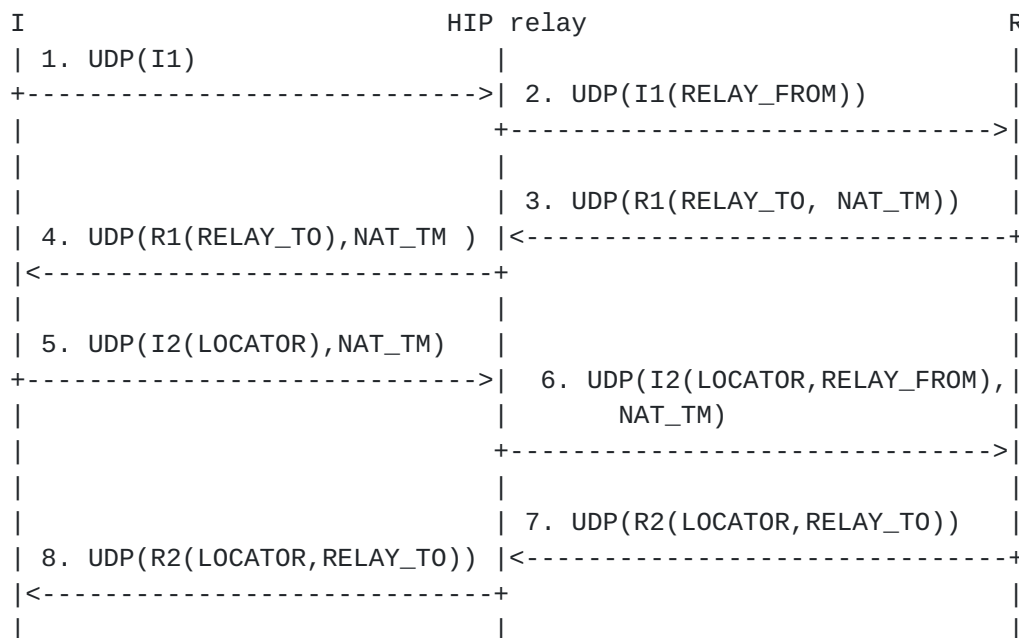 I HIP relay R
| 1. UDP(I1) | |
+----------------------------->| 2. UDP(I1(RELAY_FROM)) |
| +------------------------------->|
| | |
| | 3. UDP(R1(RELAY_TO, NAT_TM)) |
| 4. UDP(R1(RELAY_TO),NAT_TM ) |<-------------------------------+
|<-----------------------------+ |
| | |
| 5. UDP(I2(LOCATOR),NAT_TM) | |
+----------------------------->| 6. UDP(I2(LOCATOR,RELAY_FROM),|
| | NAT_TM) |
| +------------------------------->|
| | |
| | 7. UDP(R2(LOCATOR,RELAY_TO)) |
| 8. UDP(R2(LOCATOR,RELAY_TO)) |<-------------------------------+
|<-----------------------------+ |
| | |